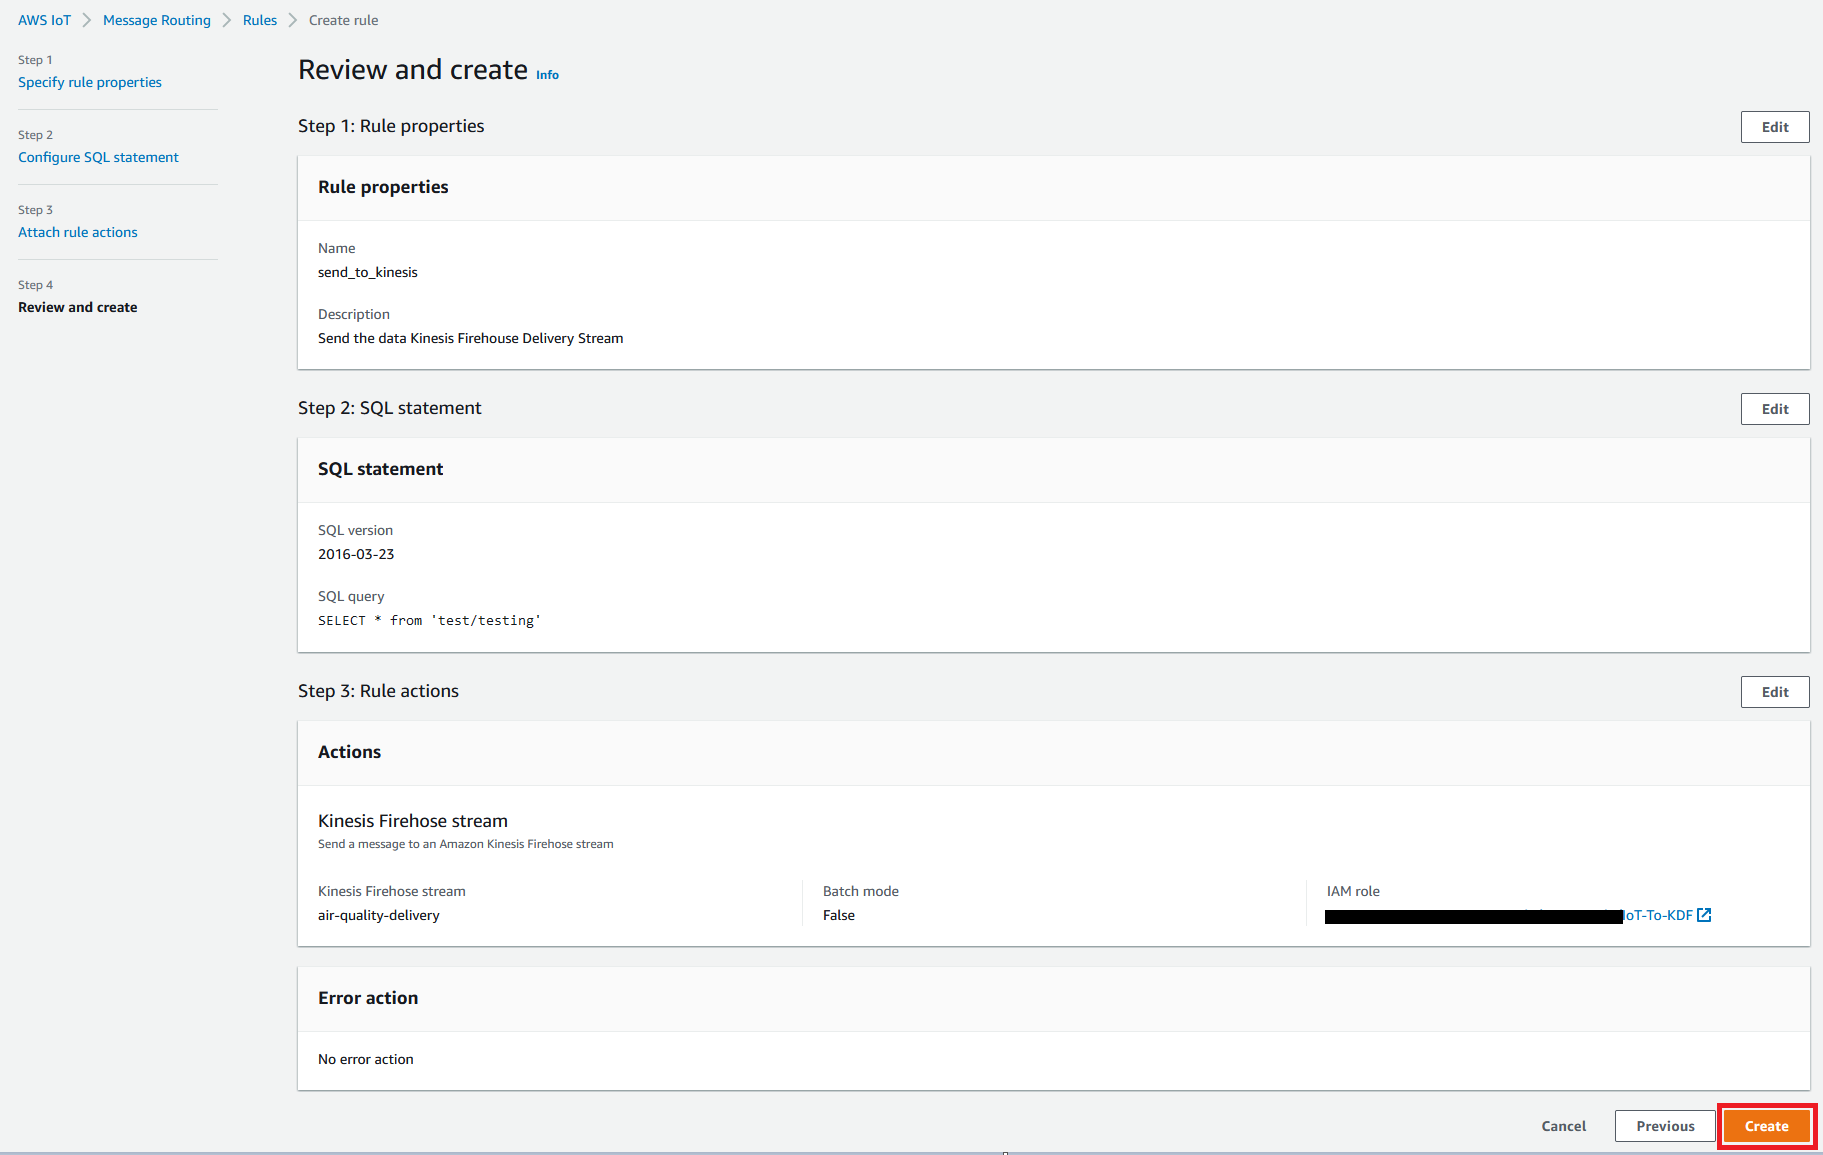 AWS IoT > Message Routing > Rules > Create rule
Step 1
Specify rule properties
Step 2
Configure SQL statement
Step 3
Attach rule actions
Step 4
Review and create
Review and create Info
Step 1: Rule properties
Edit
Rule properties
Name
send_to_kinesis
Description
Send the data Kinesis Firehouse Delivery Stream
Step 2: SQL statement
Edit
SQL statement
SQL version
2016-03-23
SQL query
SELECT * from 'test/testing'
Step 3: Rule actions
Edit
Actions
Kinesis Firehose stream
Send a message to an Amazon Kinesis Firehose stream
Kinesis Firehose stream
air-quality-delivery
Batch mode
False
IAM role
IoT-To-KDF
Error action
No error action
Cancel
Previous
Create